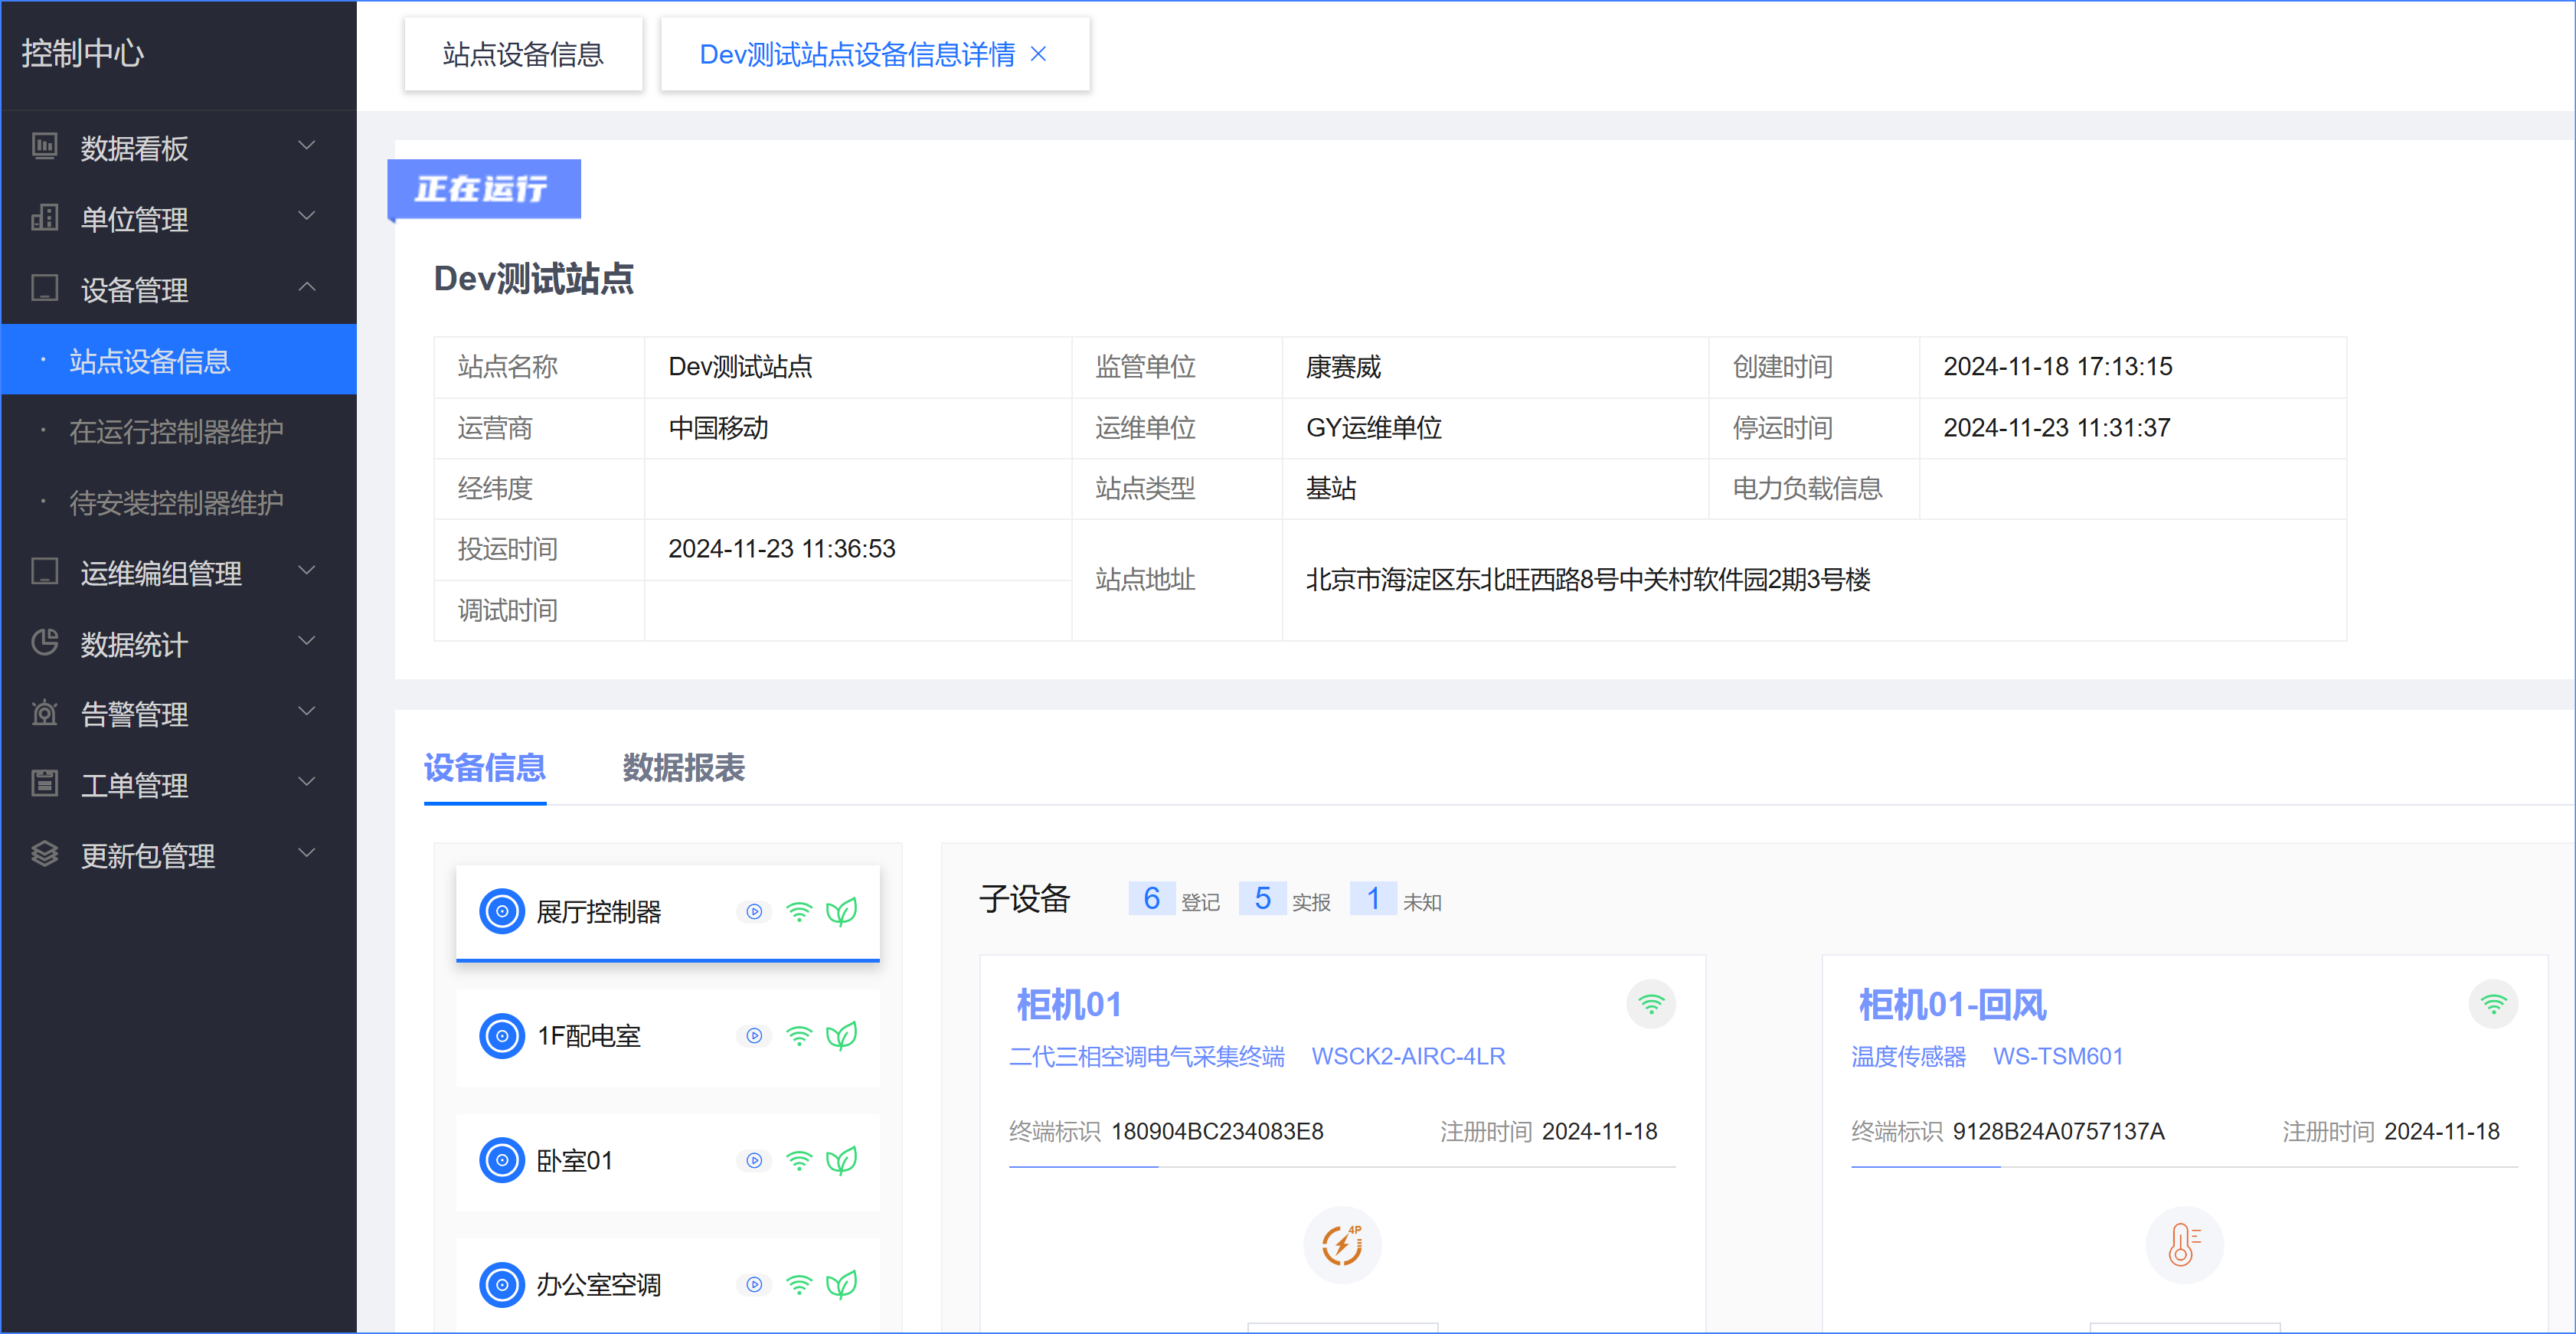 控制中心
数据看板
单位管理
设备管理
· 站点设备信息
· 在运行控制器维护
· 待安装控制器维护
运维编组管理
数据统计
告警管理
工单管理
更新包管理
站点设备信息
Dev测试站点设备信息详情 ×
正在运行
Dev测试站点
站点名称 Dev测试站点 监管单位 康赛威 创建时间 2024-11-18 17:13:15
运营商 中国移动 运维单位 GY运维单位 停运时间 2024-11-23 11:31:37
经纬度 站点类型 基站 电力负载信息
投运时间 2024-11-23 11:36:53
站点地址 北京市海淀区东北旺西路8号中关村软件园2期3号楼
调试时间
设备信息 数据报表
展厅控制器
1F配电室
卧室01
办公室空调
子设备 6 登记 5 实报 1 未知
柜机01
二代三相空调电气采集终端 WSCK2-AIRC-4LR
终端标识 180904BC234083E8 注册时间 2024-11-18
4P
柜机01-回风
温度传感器 WS-TSM601
终端标识 9128B24A0757137A 注册时间 2024-11-18